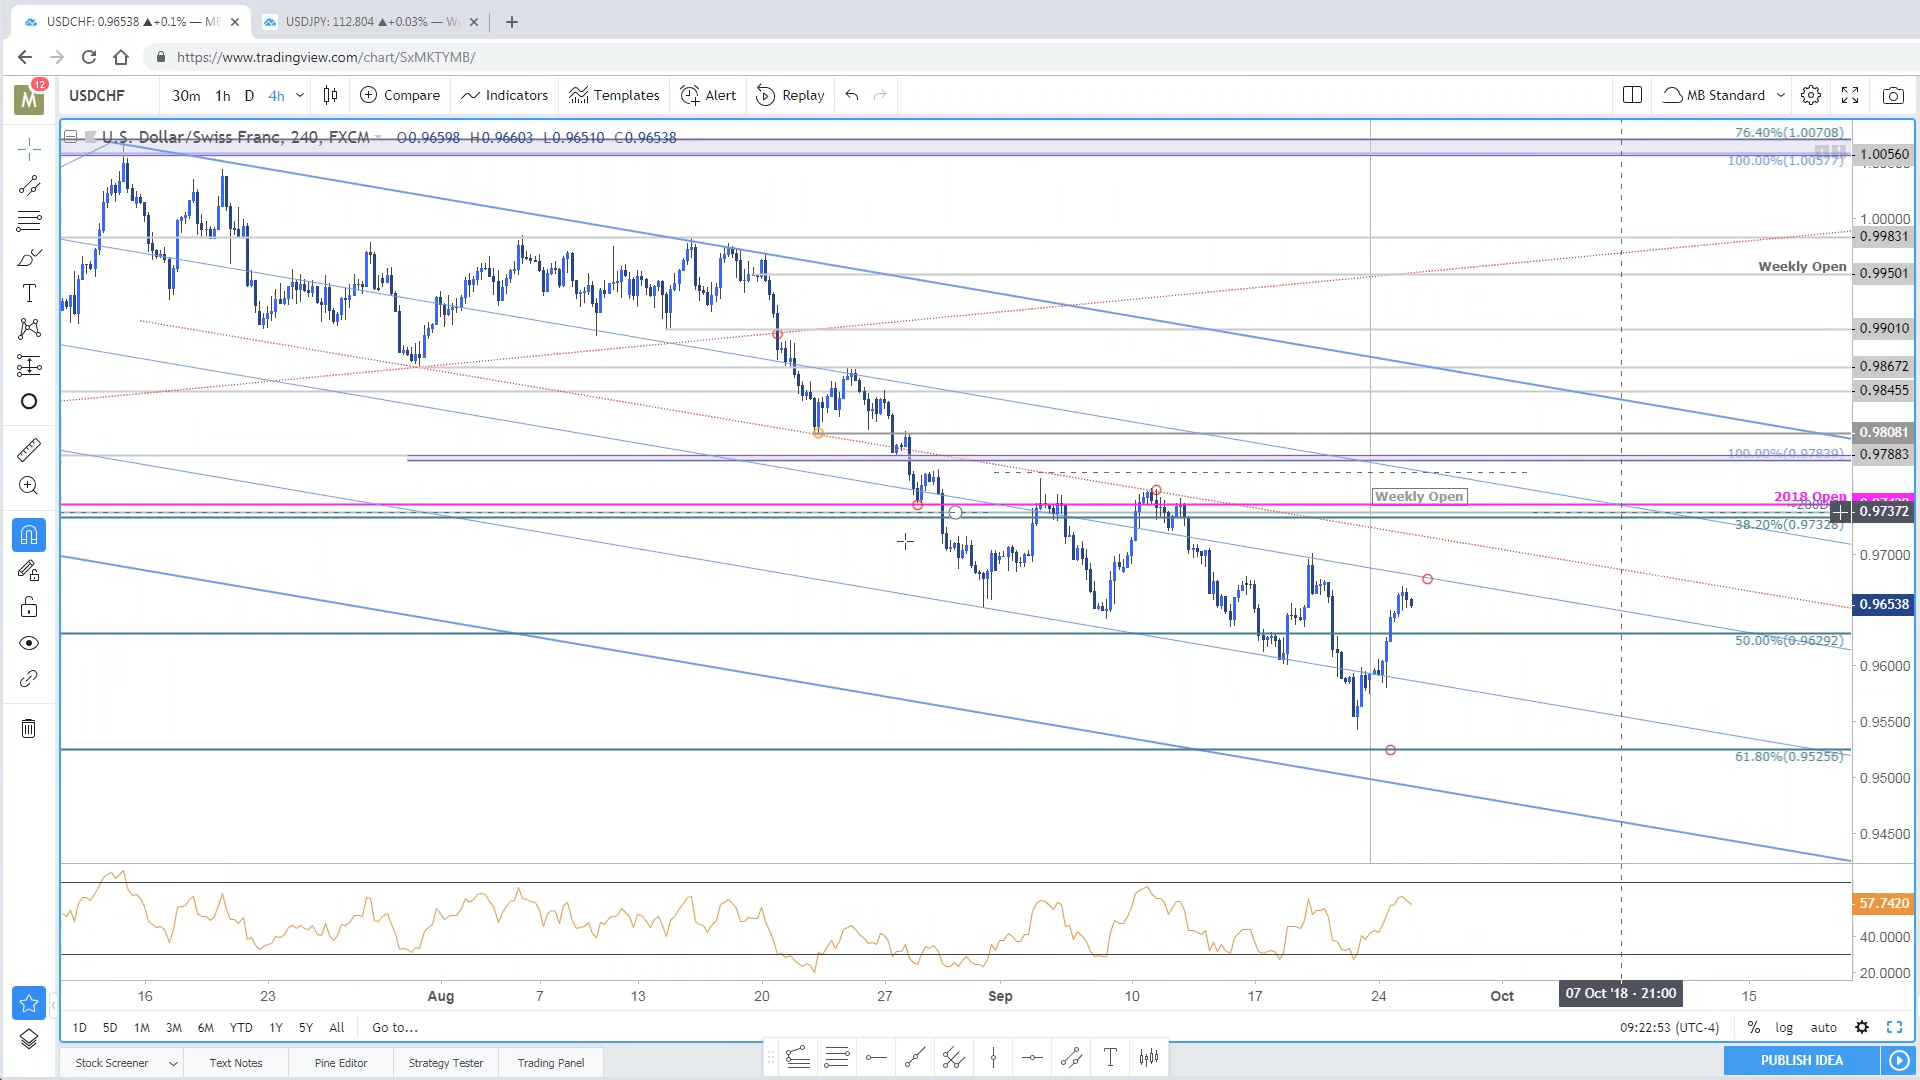 USDCHF: 0.96538 ▲+0.1% — MB
USDJPY: 112.804 ▲+0.03% — W
https://www.tradingview.com/chart/SxMKTYMB/
M 12
USDCHF 30m 1h D 4h Compare Indicators Templates Alert Replay MB Standard
U.S. Dollar/Swiss Franc, 240, FXCM O0.96598 H0.96603 L0.96510 C0.96538
76.40%(1.00708)
1.00560
100.00%(1.00577)
1.00000
0.99831
Weekly Open
0.99501
0.99010
0.98672
0.98455
0.98081
100.00%(0.97839)
0.97883
Weekly Open
2018 Open
0.97372
38.20%(0.97328)
0.97000
0.96538
50.00%(0.96292)
0.96000
0.95500
61.80%(0.95256)
0.95000
0.94500
57.7420
40.0000
20.0000
16 23 Aug 7 13 20 27 Sep 10 17 24 Oct 07 Oct '18 - 21:00 15
1D 5D 1M 3M 6M YTD 1Y 5Y All Go to... 09:22:53 (UTC-4) % log auto
Stock Screener Text Notes Pine Editor Strategy Tester Trading Panel T PUBLISH IDEA